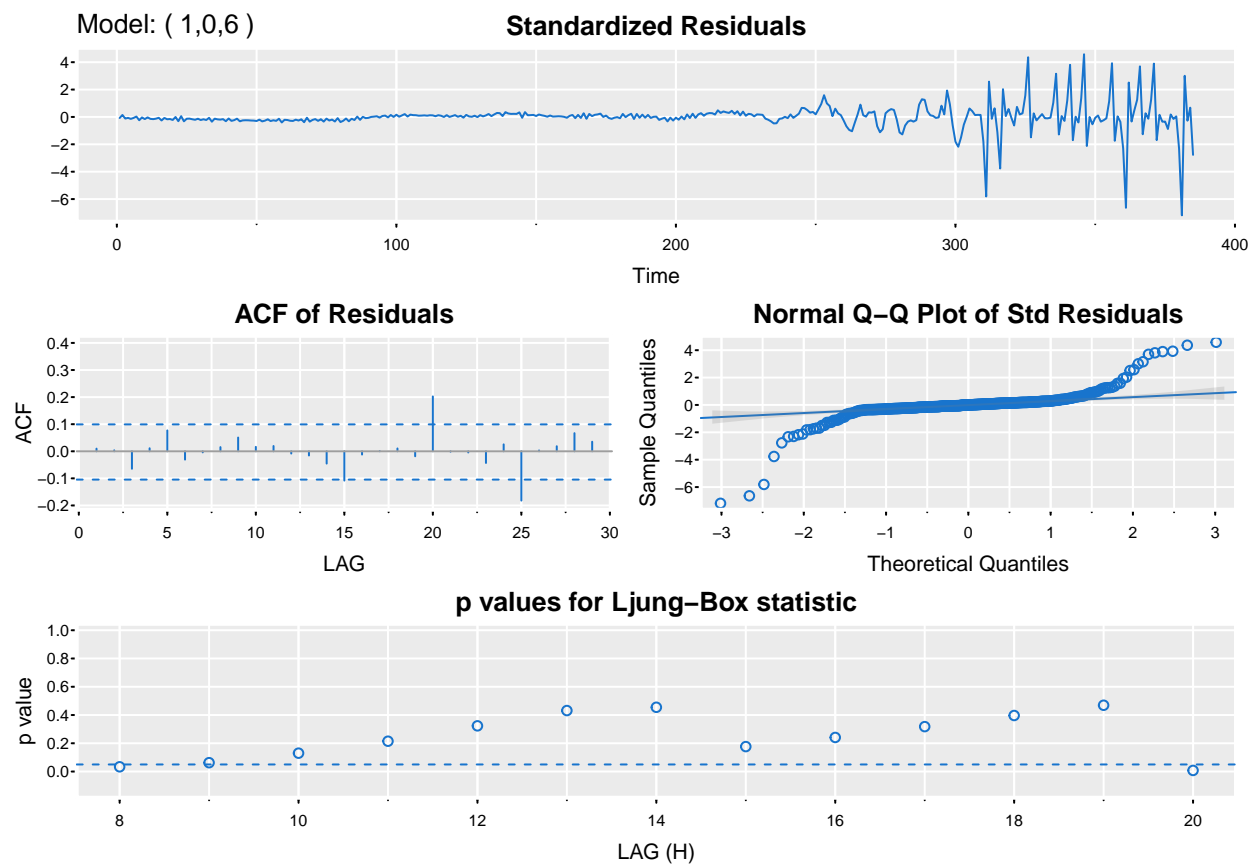 Model: ( 1,0,6 )
Standardized Residuals
4
2
0
−2
−4
−6
0 100 200 300 400
Time
ACF of Residuals
0.4
0.3
0.2
0.1
0.0
−0.1
−0.2
ACF
0 5 10 15 20 25 30
LAG
Normal Q−Q Plot of Std Residuals
4
2
0
−2
−4
−6
Sample Quantiles
−3 −2 −1 0 1 2 3
Theoretical Quantiles
p values for Ljung−Box statistic
1.0
0.8
0.6
0.4
0.2
0.0
p value
8 10 12 14 16 18 20
LAG (H)